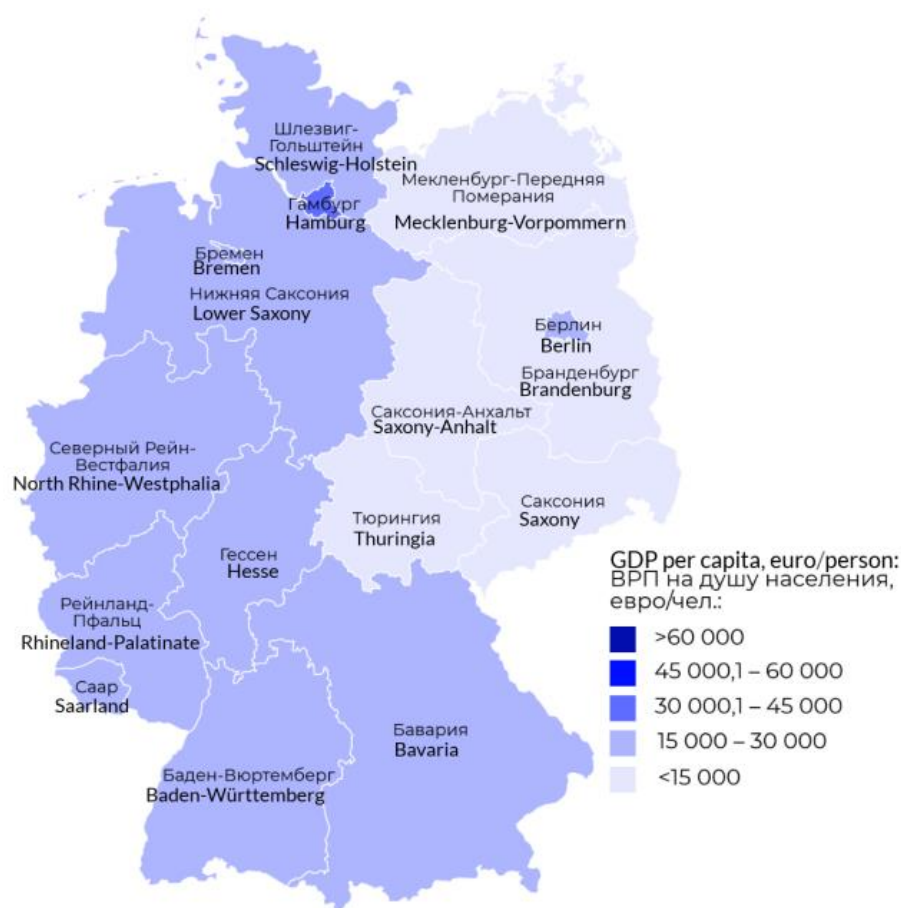 Шлезвиг-
Гольштейн
Schleswig-Holstein
Мекленбург-Передняя
Померания
Mecklenburg-Vorpommern
Гамбург
Hamburg
Бремен
Bremen
Нижняя Саксония
Lower Saxony
Берлин
Berlin
Бранденбург
Brandenburg
Саксония-Анхальт
Saxony-Anhalt
Северный Рейн-
Вестфалия
North Rhine-Westphalia
Саксония
Saxony
Тюрингия
Thuringia
Гессен
Hesse
Рейнланд-
Пфальц
Rhineland-Palatinate
Саар
Saarland
Бавария
Bavaria
Баден-Вюртемберг
Baden-Württemberg
GDP per capita, euro/person:
ВРП на душу населения,
евро/чел.:
>60 000
45 000,1 – 60 000
30 000,1 – 45 000
15 000 – 30 000
<15 000